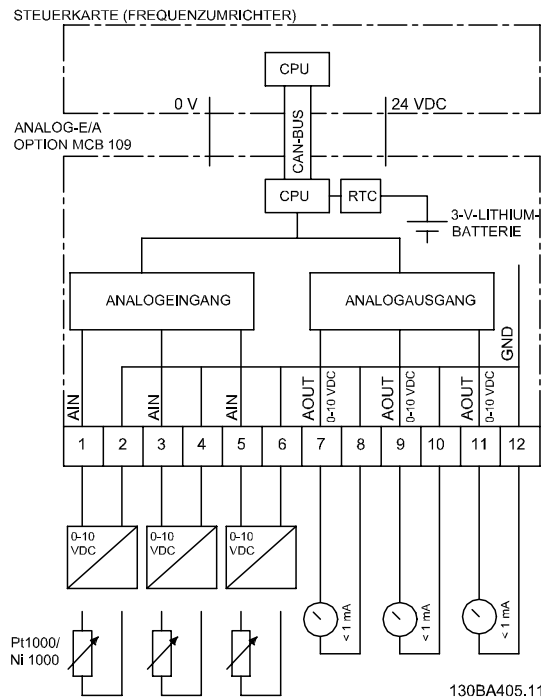 STEUERKARTE (FREQUENZUMRICHTER)
CPU
0 V
24 VDC
CAN-BUS
ANALOG-E/A
OPTION MCB 109
CPU
RTC
3-V-LITHIUM-
BATTERIE
ANALOGEINGANG
ANALOGAUSGANG
AIN
AIN
AIN
AOUT
0-10 VDC
AOUT
0-10 VDC
AOUT
0-10 VDC
GND
1 2 3 4 5 6 7 8 9 10 11 12
0-10
VDC
0-10
VDC
0-10
VDC
< 1 mA
< 1 mA
< 1 mA
Pt1000/
Ni 1000
130BA405.11